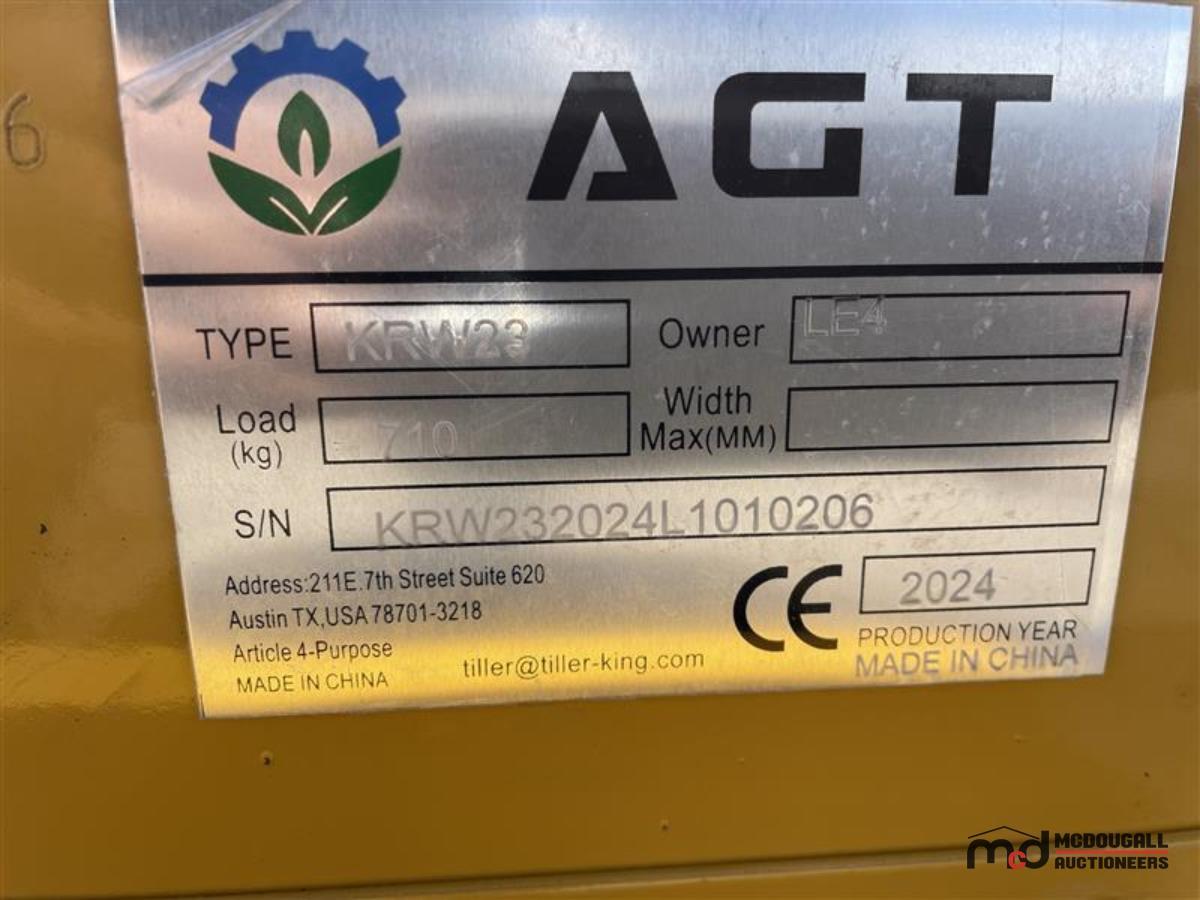 6
AGT
TYPE KRW23 Owner LE4
Load (kg) 710 Width Max(MM)
S/N KRW232024L1010206
Address:211E.7th Street Suite 620
Austin TX,USA 78701-3218
Article 4-Purpose
MADE IN CHINA
tiller@tiller-king.com
CE 2024
PRODUCTION YEAR
MADE IN CHINA
mcd MCDOUGALL
AUCTIONEERS